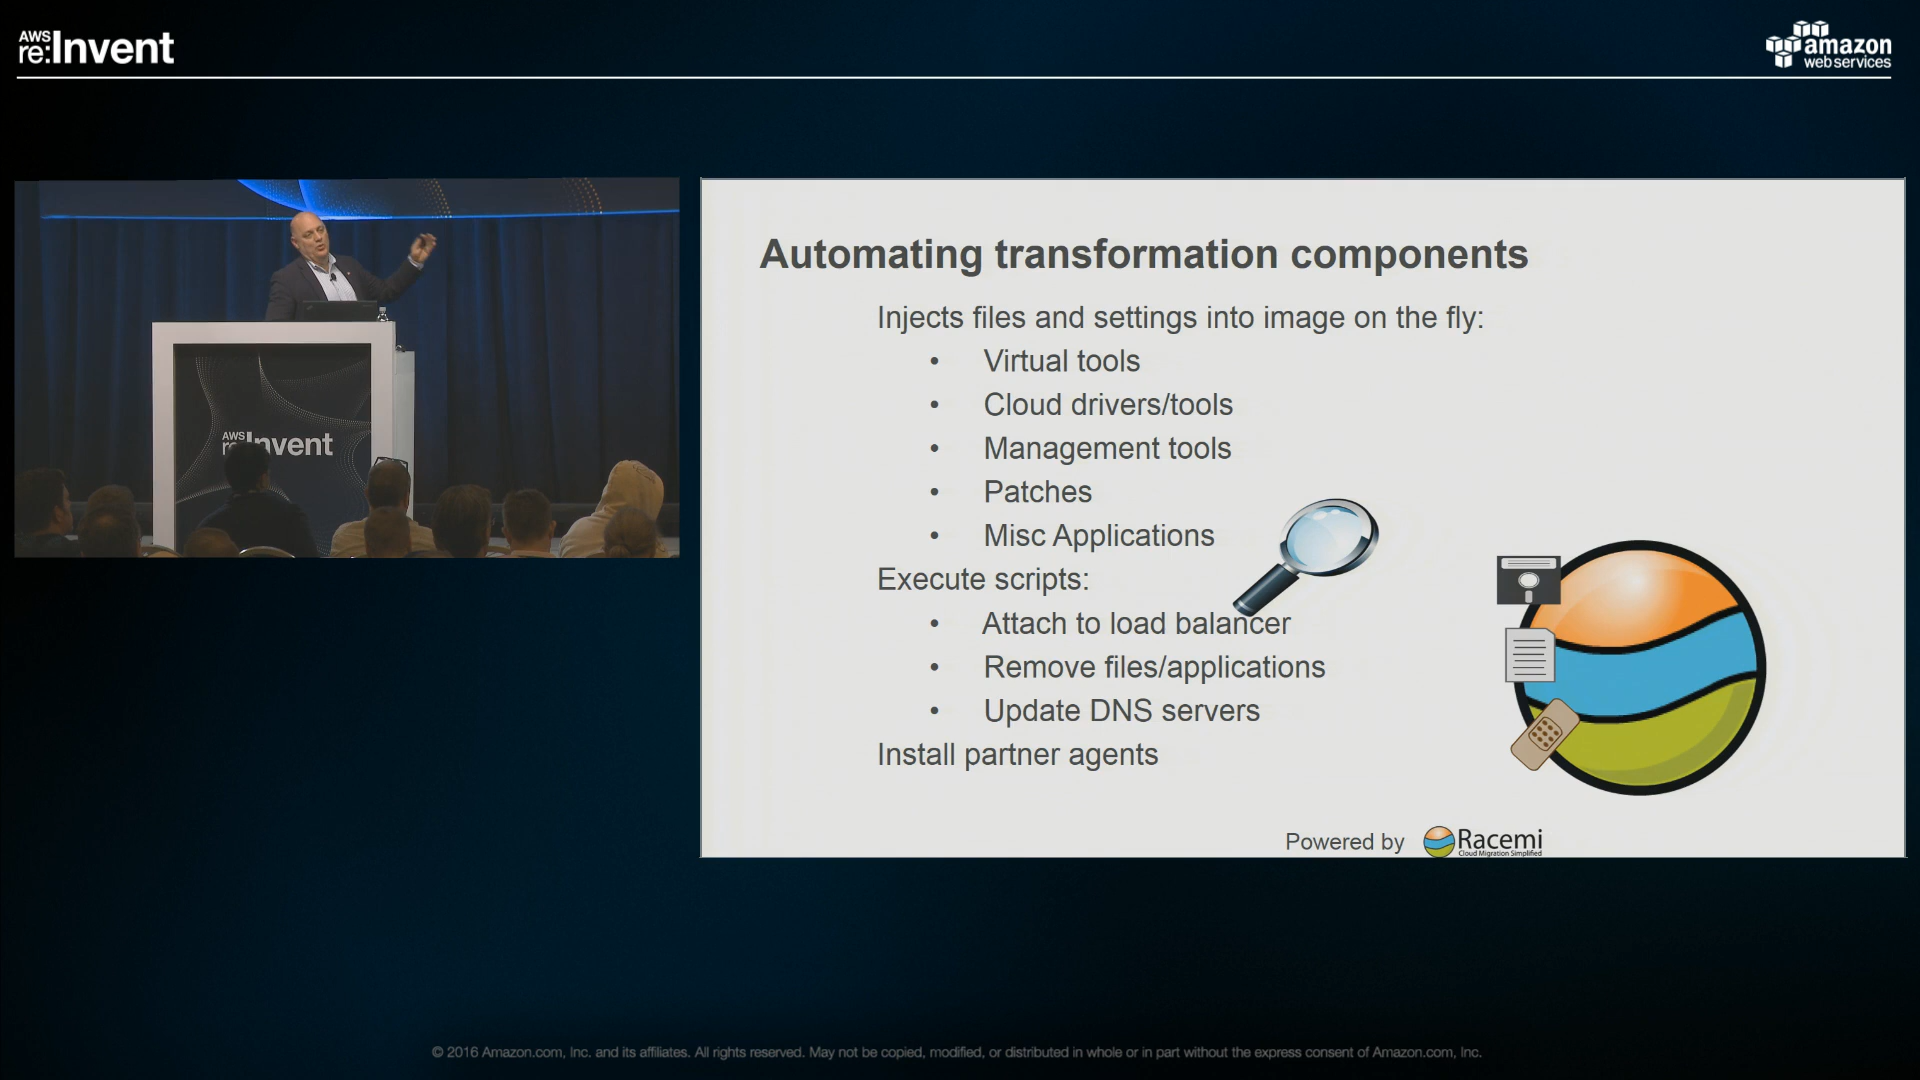 AWS
re:Invent
amazon
web services
AWS
re:Invent
Automating transformation components
Injects files and settings into image on the fly:
• Virtual tools
• Cloud drivers/tools
• Management tools
• Patches
• Misc Applications
Execute scripts:
• Attach to load balancer
• Remove files/applications
• Update DNS servers
Install partner agents
Powered by Racemi
Cloud Migration Simplified
© 2016 Amazon.com, Inc. and its affiliates. All rights reserved. May not be copied, modified, or distributed in whole or in part without the express consent of Amazon.com, Inc.